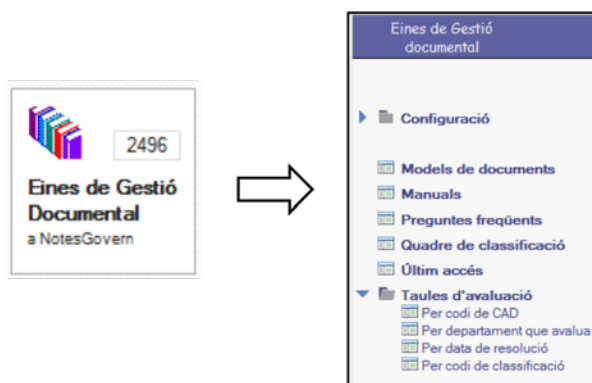 2496
Eines de Gestió
Documental
a NotesGovern
Eines de Gestió
documental
Configuració
Models de documents
Manuals
Preguntes freqüents
Quadre de classificació
Últim accés
Taules d'avaluació
Per codi de CAD
Per departament que avalua
Per data de resolució
Per codi de classificació